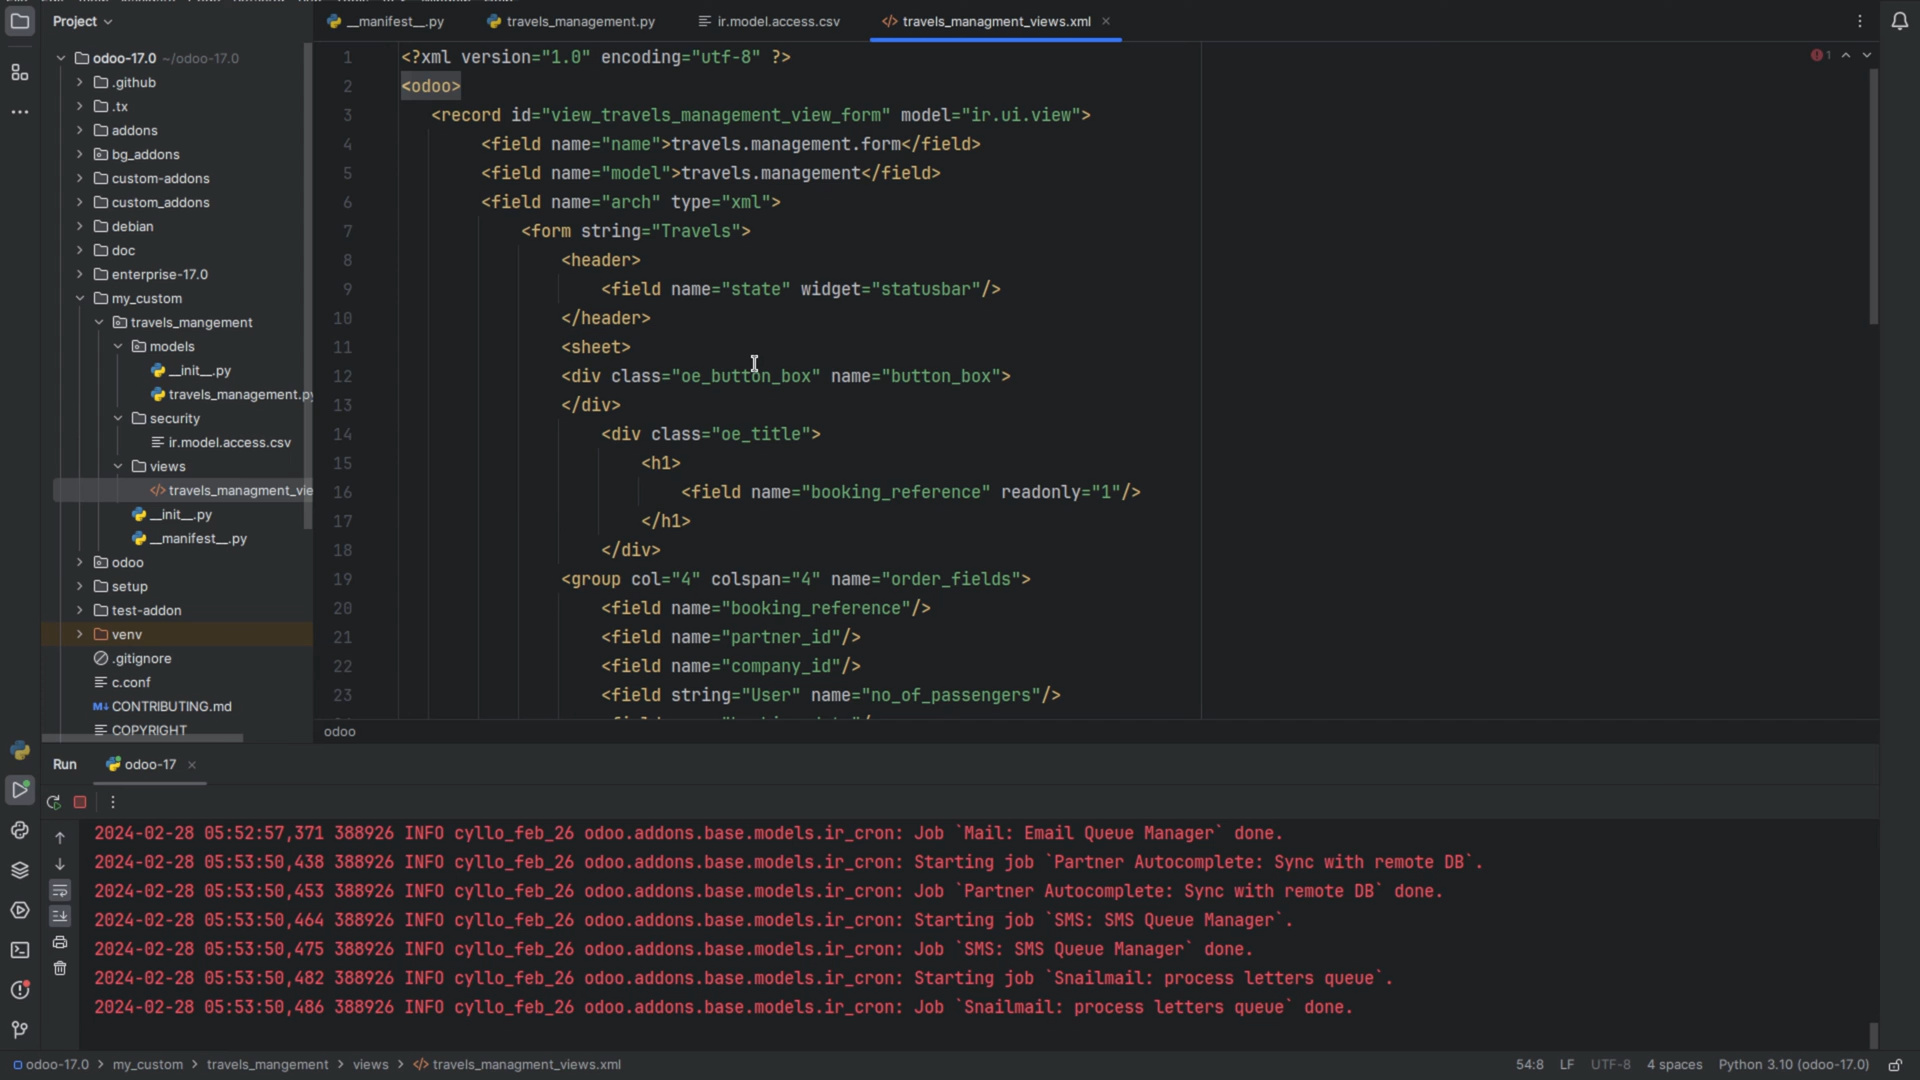 Project
__manifest__.py
travels_management.py
ir.model.access.csv
travels_managment_views.xml
odoo-17.0 ~/odoo-17.0
.github
.tx
addons
bg_addons
custom-addons
custom_addons
debian
doc
enterprise-17.0
my_custom
travels_mangement
models
__init__.py
travels_management.py
security
ir.model.access.csv
views
travels_managment_vie
__init__.py
__manifest__.py
odoo
setup
test-addon
venv
.gitignore
c.conf
CONTRIBUTING.md
COPYRIGHT
1 <?xml version="1.0" encoding="utf-8" ?>
2 <odoo>
3 <record id="view_travels_management_view_form" model="ir.ui.view">
4 <field name="name">travels.management.form</field>
5 <field name="model">travels.management</field>
6 <field name="arch" type="xml">
7 <form string="Travels">
8 <header>
9 <field name="state" widget="statusbar"/>
10 </header>
11 <sheet>
12 <div class="oe_button_box" name="button_box">
13 </div>
14 <div class="oe_title">
15 <h1>
16 <field name="booking_reference" readonly="1"/>
17 </h1>
18 </div>
19 <group col="4" colspan="4" name="order_fields">
20 <field name="booking_reference"/>
21 <field name="partner_id"/>
22 <field name="company_id"/>
23 <field string="User" name="no_of_passengers"/>
1
odoo
Run
odoo-17
2024-02-28 05:52:57,371 388926 INFO cyllo_feb_26 odoo.addons.base.models.ir_cron: Job `Mail: Email Queue Manager` done.
2024-02-28 05:53:50,438 388926 INFO cyllo_feb_26 odoo.addons.base.models.ir_cron: Starting job `Partner Autocomplete: Sync with remote DB`.
2024-02-28 05:53:50,453 388926 INFO cyllo_feb_26 odoo.addons.base.models.ir_cron: Job `Partner Autocomplete: Sync with remote DB` done.
2024-02-28 05:53:50,464 388926 INFO cyllo_feb_26 odoo.addons.base.models.ir_cron: Starting job `SMS: SMS Queue Manager`.
2024-02-28 05:53:50,475 388926 INFO cyllo_feb_26 odoo.addons.base.models.ir_cron: Job `SMS: SMS Queue Manager` done.
2024-02-28 05:53:50,482 388926 INFO cyllo_feb_26 odoo.addons.base.models.ir_cron: Starting job `Snailmail: process letters queue`.
2024-02-28 05:53:50,486 388926 INFO cyllo_feb_26 odoo.addons.base.models.ir_cron: Job `Snailmail: process letters queue` done.
odoo-17.0 > my_custom > travels_mangement > views > travels_managment_views.xml
54:8 LF UTF-8 4 spaces Python 3.10 (odoo-17.0)